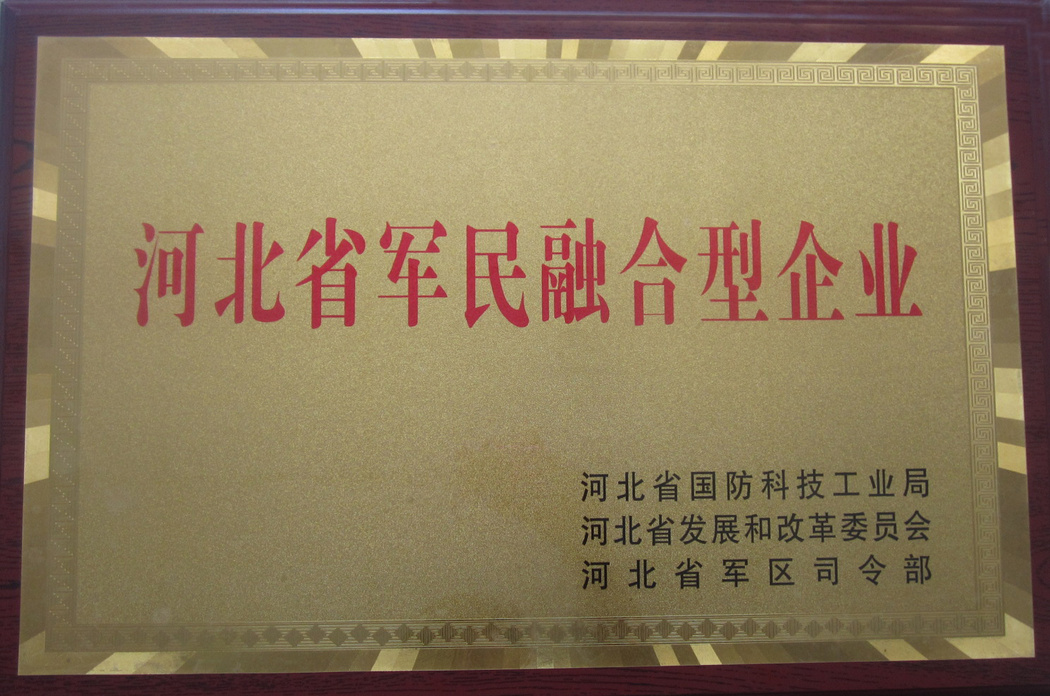 河北省军民融合型企业
河北省国防科技工业局
河北省发展和改革委员会
河北省军区司令部